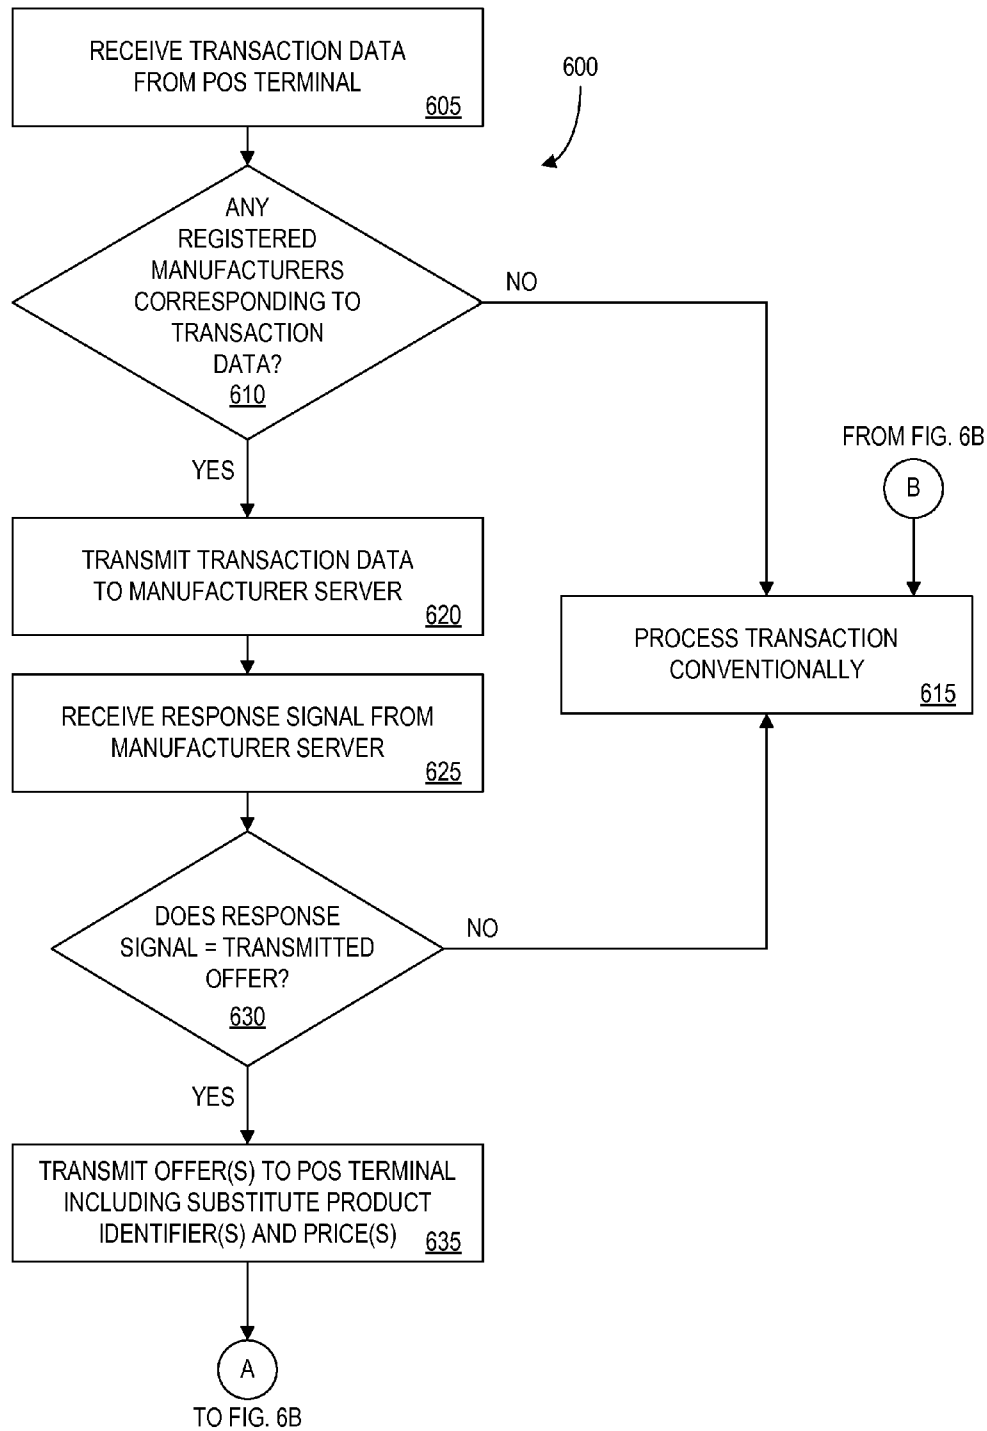 RECEIVE TRANSACTION DATA
FROM POS TERMINAL
605
600
ANY
REGISTERED
MANUFACTURERS
CORRESPONDING TO
TRANSACTION
DATA?
610
NO
YES
FROM FIG. 6B
B
TRANSMIT TRANSACTION DATA
TO MANUFACTURER SERVER
620
PROCESS TRANSACTION
CONVENTIONALLY
615
RECEIVE RESPONSE SIGNAL FROM
MANUFACTURER SERVER
625
DOES RESPONSE
SIGNAL = TRANSMITTED
OFFER?
630
NO
YES
TRANSMIT OFFER(S) TO POS TERMINAL
INCLUDING SUBSTITUTE PRODUCT
IDENTIFIER(S) AND PRICE(S)
635
A
TO FIG. 6B